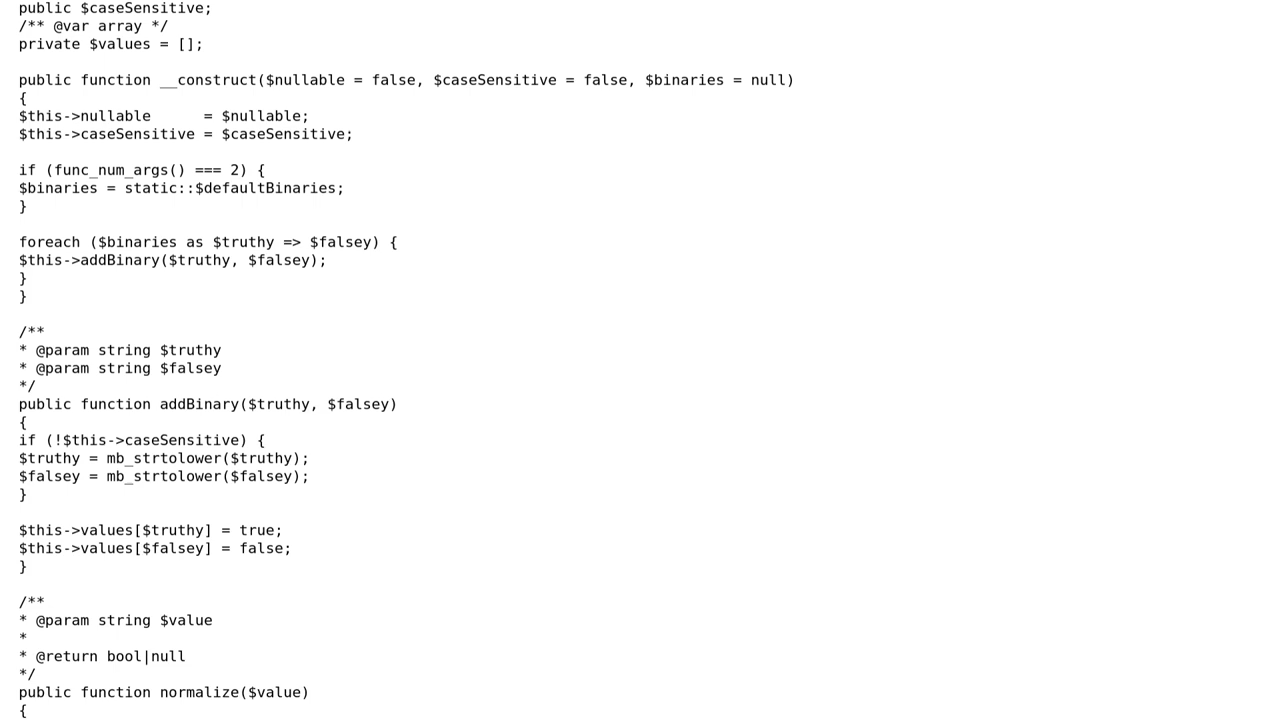 public $caseSensitive;
/** @var array */
private $values = [];

public function __construct($nullable = false, $caseSensitive = false, $binaries = null)
{
$this->nullable      = $nullable;
$this->caseSensitive = $caseSensitive;

if (func_num_args() === 2) {
$binaries = static::$defaultBinaries;
}

foreach ($binaries as $truthy => $falsey) {
$this->addBinary($truthy, $falsey);
}
}

/**
* @param string $truthy
* @param string $falsey
*/
public function addBinary($truthy, $falsey)
{
if (!$this->caseSensitive) {
$truthy = mb_strtolower($truthy);
$falsey = mb_strtolower($falsey);
}

$this->values[$truthy] = true;
$this->values[$falsey] = false;
}

/**
* @param string $value
*
* @return bool|null
*/
public function normalize($value)
{